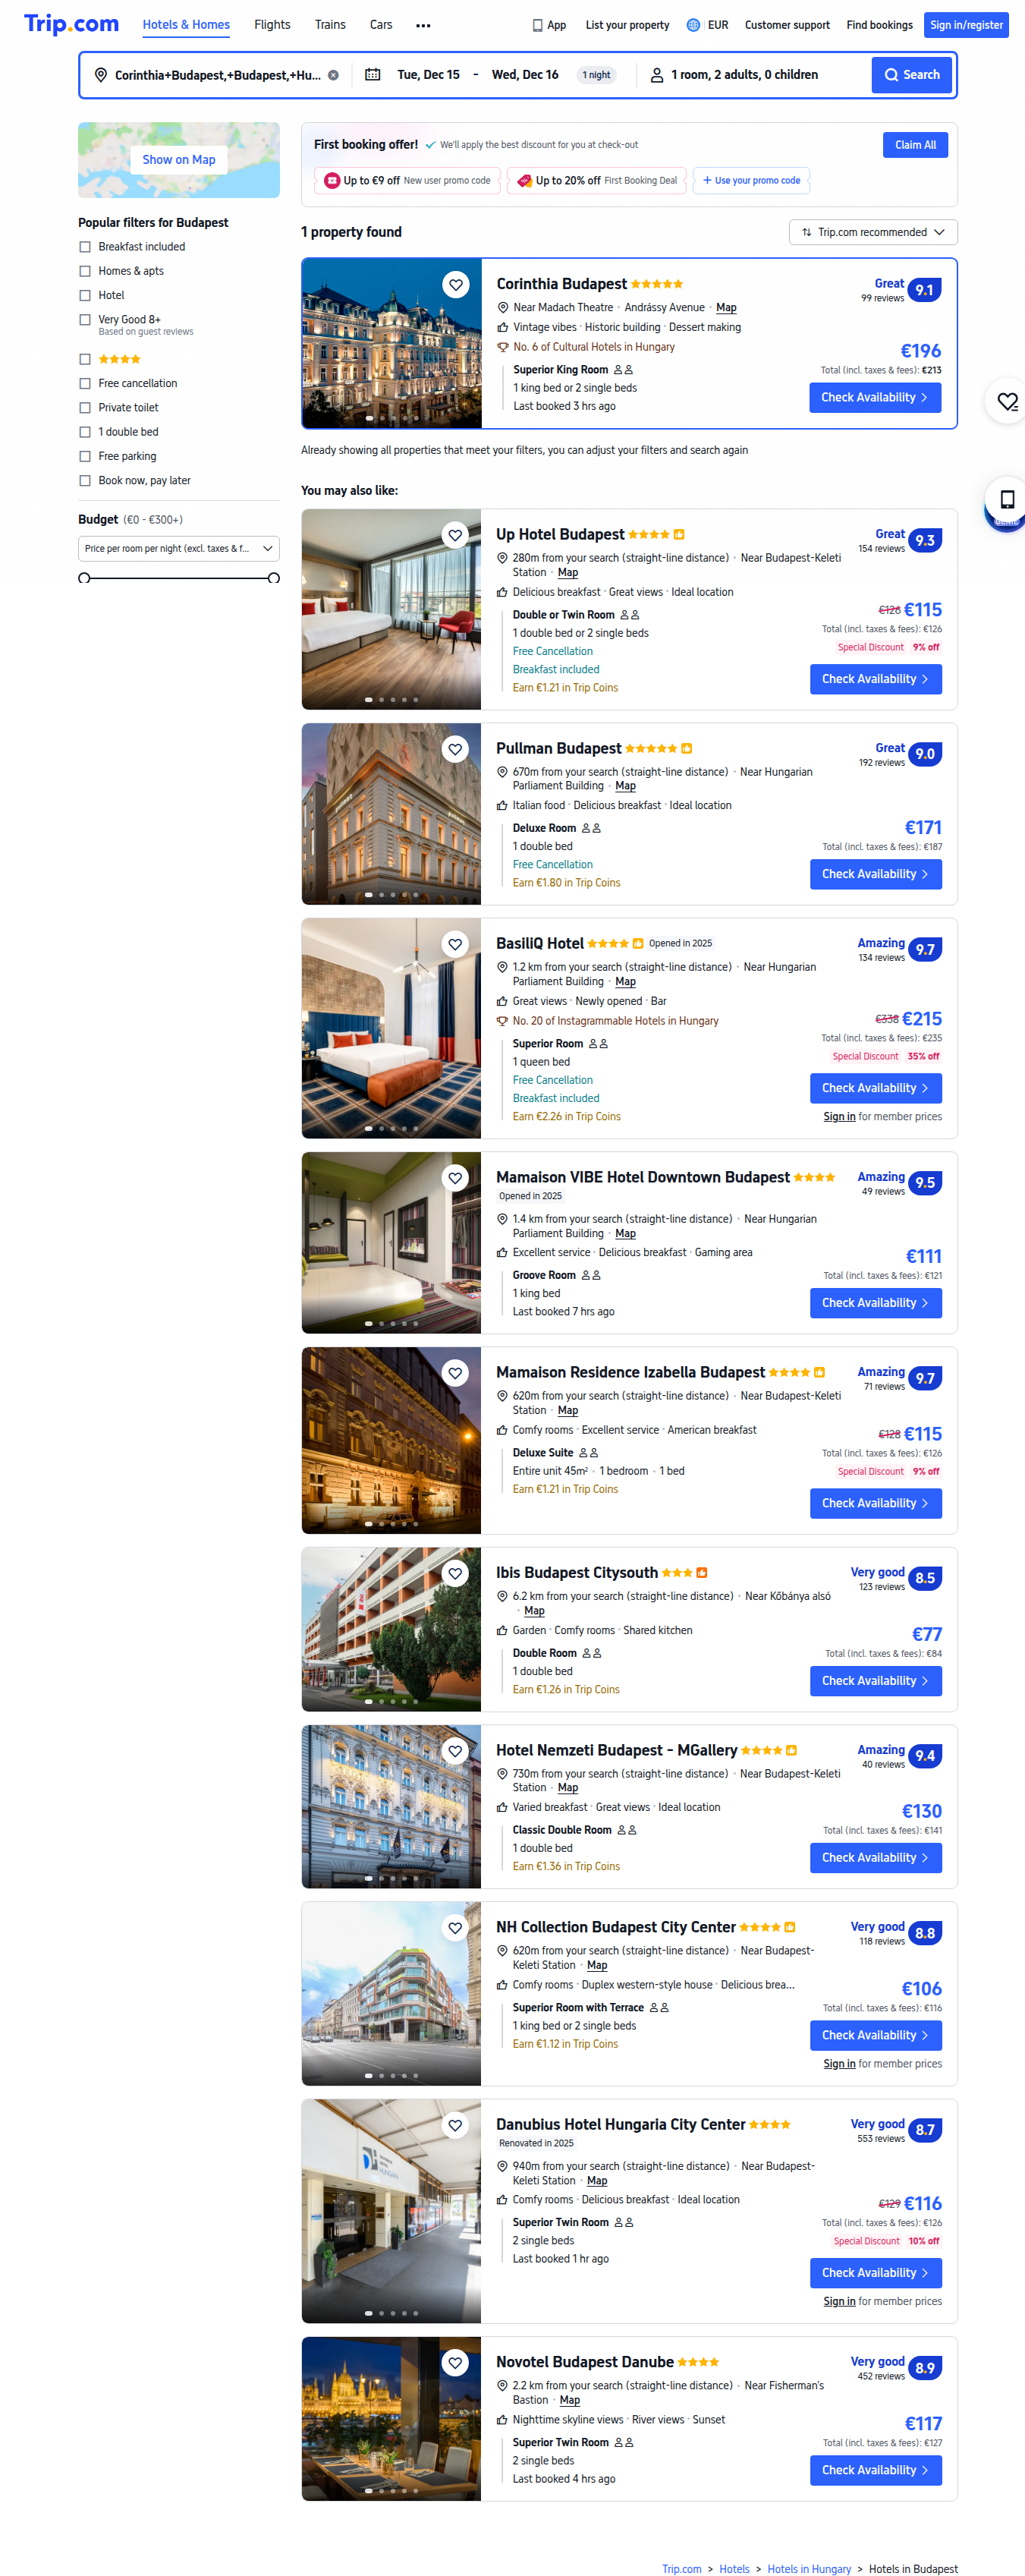 Trip.com
Hotels & Homes
Flights
Trains
Cars
App
List your property
EUR
Customer support
Find bookings
Sign in/register
Corinthia+Budapest,+Budapest,+Hu...
Tue, Dec 15 - Wed, Dec 16
1 night
1 room, 2 adults, 0 children
Search
Show on Map
Popular filters for Budapest
Breakfast included
Homes & apts
Hotel
Very Good 8+
Based on guest reviews
Free cancellation
Private toilet
1 double bed
Free parking
Book now, pay later
Budget (€0 - €300+)
Price per room per night (excl. taxes & f...
First booking offer!
We'll apply the best discount for you at check-out
Claim All
Up to €9 off New user promo code
Up to 20% off First Booking Deal
+ Use your promo code
1 property found
Trip.com recommended
Corinthia Budapest
Great
99 reviews
9.1
Near Madach Theatre · Andrássy Avenue · Map
Vintage vibes · Historic building · Dessert making
No. 6 of Cultural Hotels in Hungary
Superior King Room
1 king bed or 2 single beds
Last booked 3 hrs ago
€196
Total (incl. taxes & fees): €213
Check Availability
Already showing all properties that meet your filters, you can adjust your filters and search again
You may also like:
Up Hotel Budapest
Great
154 reviews
9.3
280m from your search (straight-line distance) · Near Budapest-Keleti
Station · Map
Delicious breakfast · Great views · Ideal location
Double or Twin Room
1 double bed or 2 single beds
Free Cancellation
Breakfast included
Earn €1.21 in Trip Coins
€126 €115
Total (incl. taxes & fees): €126
Special Discount 9% off
Check Availability
Pullman Budapest
Great
192 reviews
9.0
670m from your search (straight-line distance) · Near Hungarian
Parliament Building · Map
Italian food · Delicious breakfast · Ideal location
Deluxe Room
1 double bed
Free Cancellation
Earn €1.80 in Trip Coins
€171
Total (incl. taxes & fees): €187
Check Availability
BasiliQ Hotel
Opened in 2025
Amazing
134 reviews
9.7
1.2 km from your search (straight-line distance) · Near Hungarian
Parliament Building · Map
Great views · Newly opened · Bar
No. 20 of Instagrammable Hotels in Hungary
Superior Room
1 queen bed
Free Cancellation
Breakfast included
Earn €2.26 in Trip Coins
€338 €215
Total (incl. taxes & fees): €235
Special Discount 35% off
Check Availability
Sign in for member prices
Mamaison VIBE Hotel Downtown Budapest
Opened in 2025
Amazing
49 reviews
9.5
1.4 km from your search (straight-line distance) · Near Hungarian
Parliament Building · Map
Excellent service · Delicious breakfast · Gaming area
Groove Room
1 king bed
Last booked 7 hrs ago
€111
Total (incl. taxes & fees): €121
Check Availability
Mamaison Residence Izabella Budapest
Amazing
71 reviews
9.7
620m from your search (straight-line distance) · Near Budapest-Keleti
Station · Map
Comfy rooms · Excellent service · American breakfast
Deluxe Suite
Entire unit 45m² · 1 bedroom · 1 bed
Earn €1.21 in Trip Coins
€128 €115
Total (incl. taxes & fees): €126
Special Discount 9% off
Check Availability
Ibis Budapest Citysouth
Very good
123 reviews
8.5
6.2 km from your search (straight-line distance) · Near Kőbánya alsó
· Map
Garden · Comfy rooms · Shared kitchen
Double Room
1 double bed
Earn €1.26 in Trip Coins
€77
Total (incl. taxes & fees): €84
Check Availability
Hotel Nemzeti Budapest - MGallery
Amazing
40 reviews
9.4
730m from your search (straight-line distance) · Near Budapest-Keleti
Station · Map
Varied breakfast · Great views · Ideal location
Classic Double Room
1 double bed
Earn €1.36 in Trip Coins
€130
Total (incl. taxes & fees): €141
Check Availability
NH Collection Budapest City Center
Very good
118 reviews
8.8
620m from your search (straight-line distance) · Near Budapest-
Keleti Station · Map
Comfy rooms · Duplex western-style house · Delicious brea...
Superior Room with Terrace
1 king bed or 2 single beds
Earn €1.12 in Trip Coins
€106
Total (incl. taxes & fees): €116
Check Availability
Sign in for member prices
Danubius Hotel Hungaria City Center
Renovated in 2025
Very good
553 reviews
8.7
940m from your search (straight-line distance) · Near Budapest-
Keleti Station · Map
Comfy rooms · Delicious breakfast · Ideal location
Superior Twin Room
2 single beds
Last booked 1 hr ago
€129 €116
Total (incl. taxes & fees): €126
Special Discount 10% off
Check Availability
Sign in for member prices
Novotel Budapest Danube
Very good
452 reviews
8.9
2.2 km from your search (straight-line distance) · Near Fisherman's
Bastion · Map
Nighttime skyline views · River views · Sunset
Superior Twin Room
2 single beds
Last booked 4 hrs ago
€117
Total (incl. taxes & fees): €127
Check Availability
Trip.com > Hotels > Hotels in Hungary > Hotels in Budapest